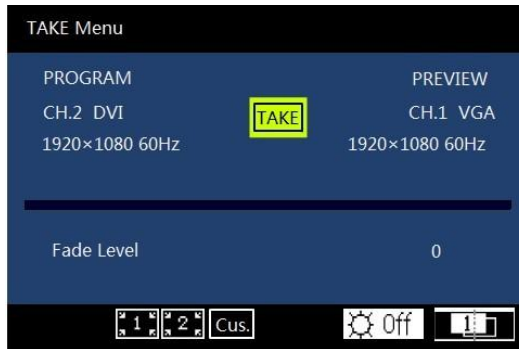 TAKE Menu
PROGRAM
PREVIEW
CH.2 DVI
TAKE
CH.1 VGA
1920×1080 60Hz
1920×1080 60Hz
Fade Level
0
1 2 Cus. Off 1